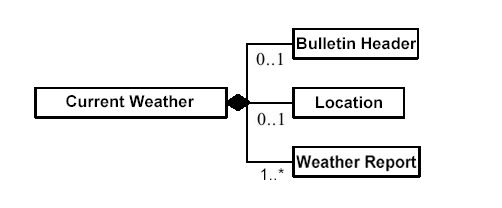 Bulletin Header
0..1
Current Weather
Location
0..1
Weather Report
1..*